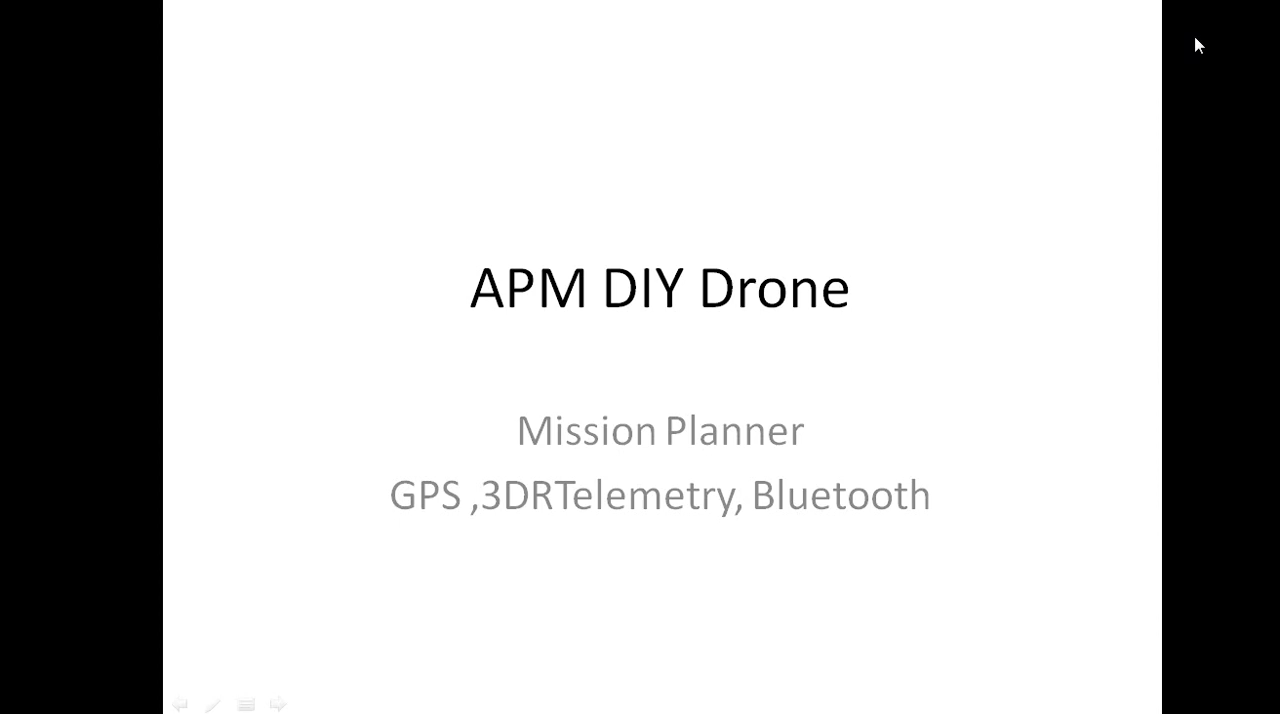 APM DIY Drone
Mission Planner
GPS ,3DRTelemetry, Bluetooth